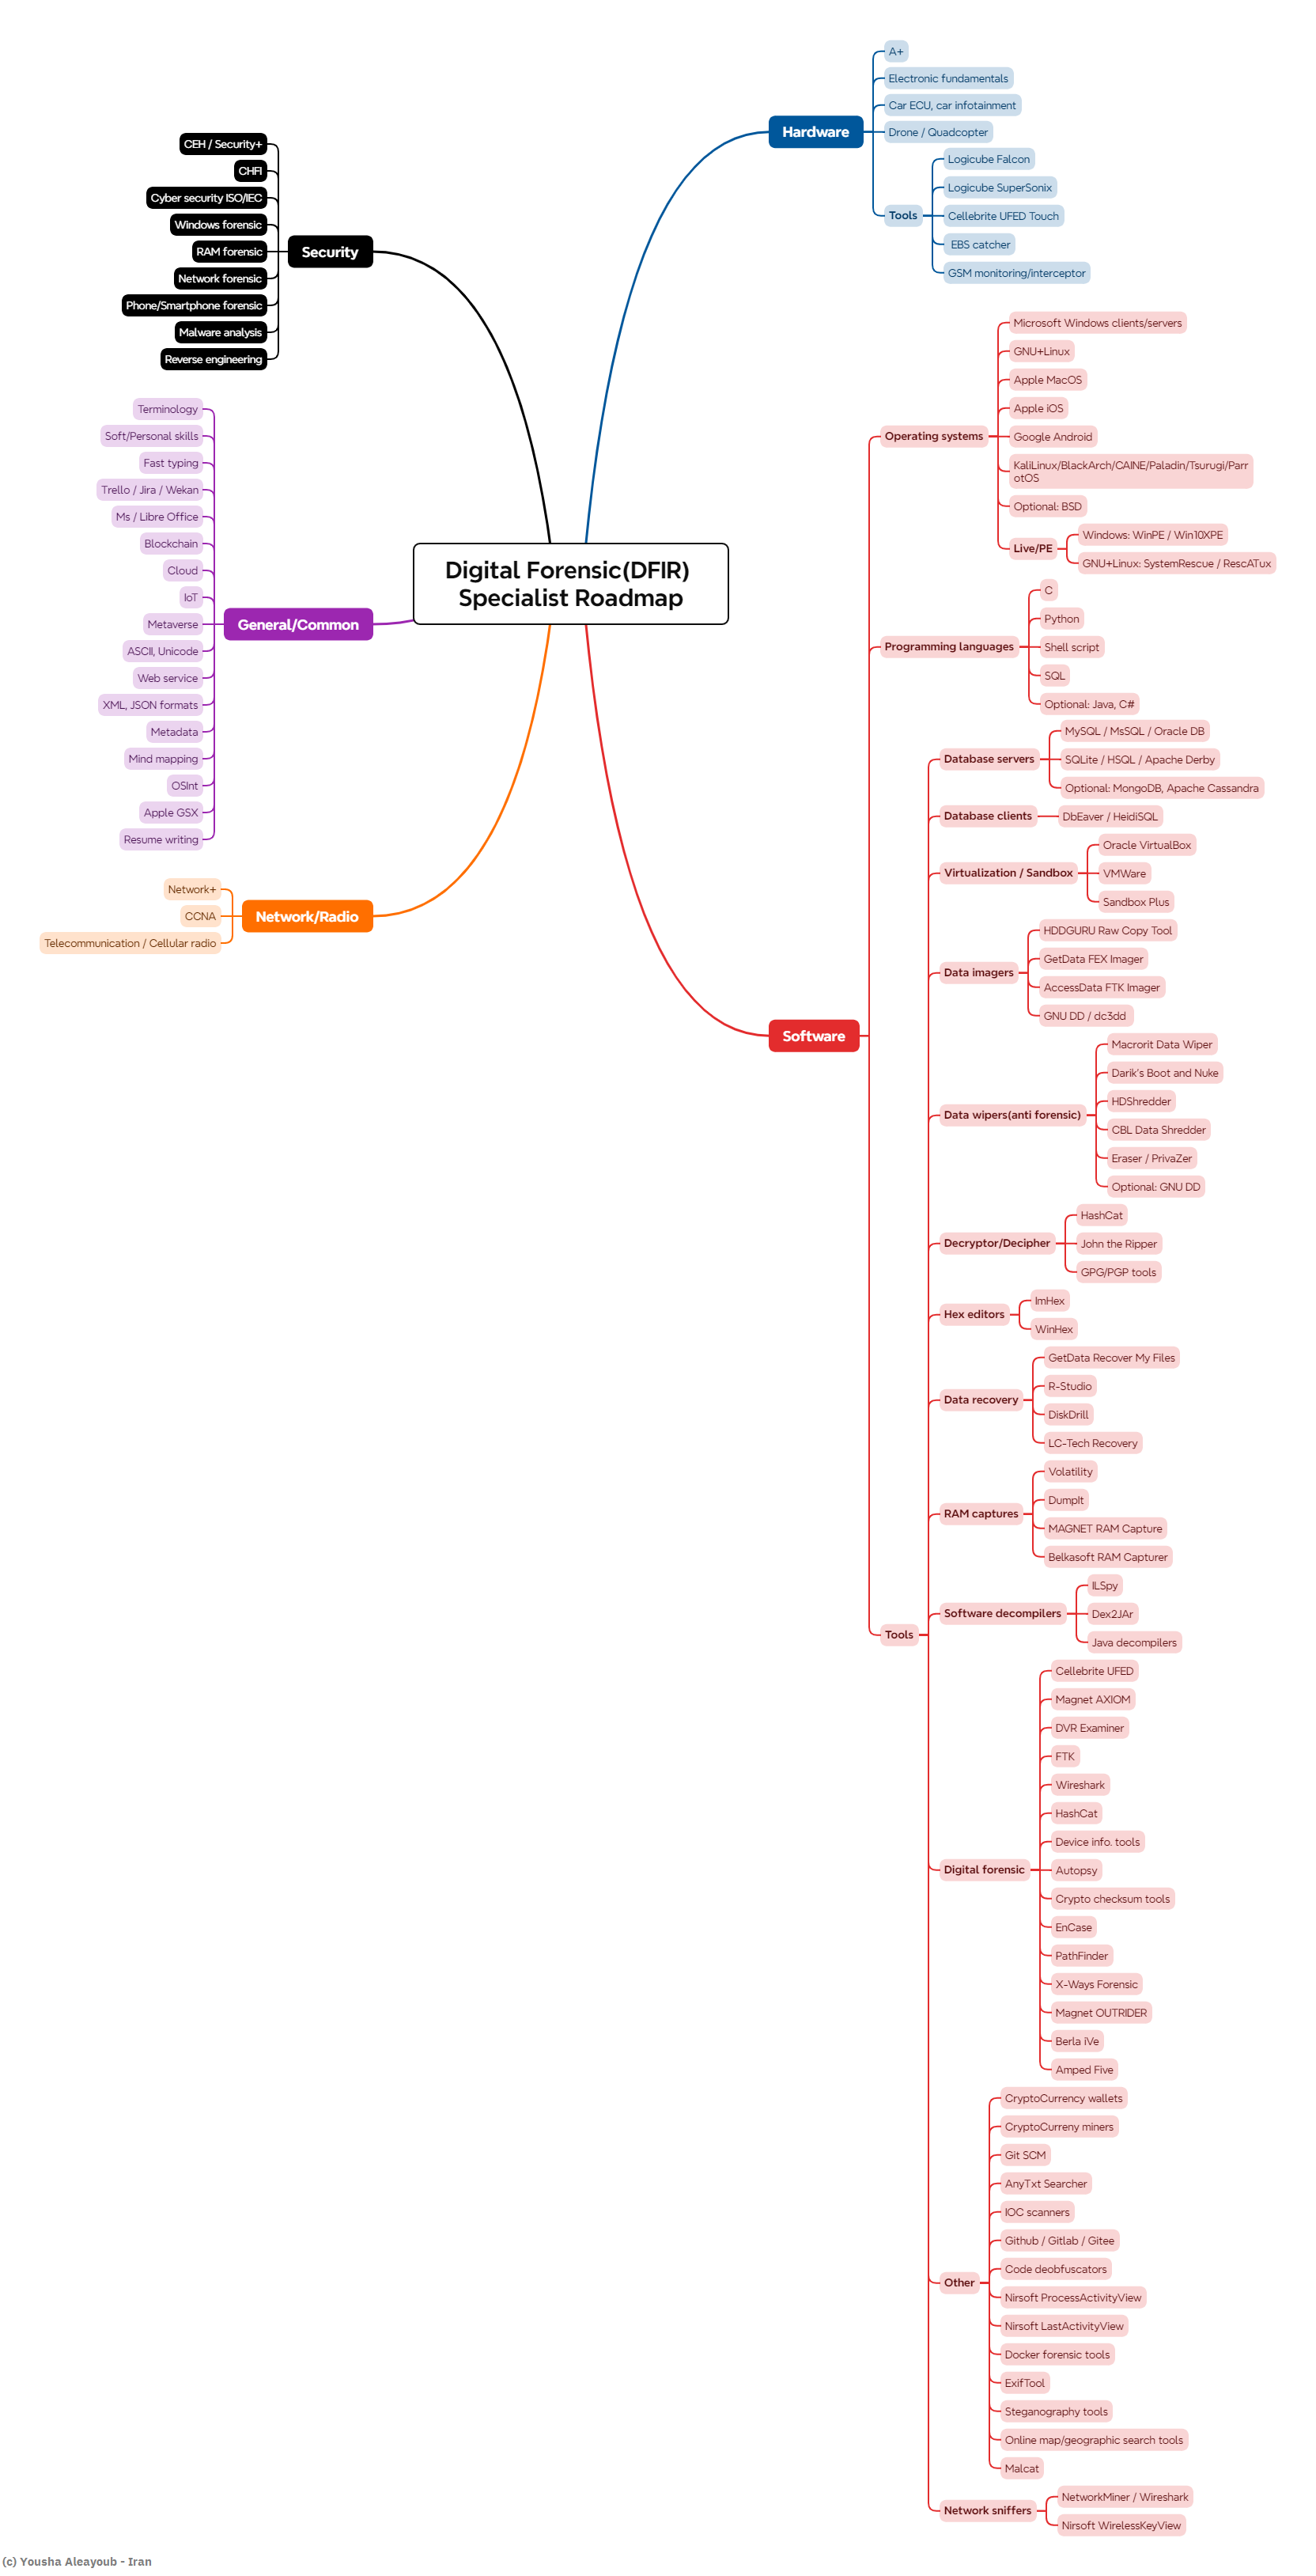 Digital Forensic(DFIR)
Specialist Roadmap
Hardware
A+
Electronic fundamentals
Car ECU, car infotainment
Drone / Quadcopter
Tools
Logicube Falcon
Logicube SuperSonix
Cellebrite UFED Touch
EBS catcher
GSM monitoring/interceptor
Software
Operating systems
Microsoft Windows clients/servers
GNU+Linux
Apple MacOS
Apple iOS
Google Android
KaliLinux/BlackArch/CAINE/Paladin/Tsurugi/Parr
otOS
Optional: BSD
Live/PE
Windows: WinPE / Win10XPE
GNU+Linux: SystemRescue / RescATux
Programming languages
C
Python
Shell script
SQL
Optional: Java, C#
Tools
Database servers
MySQL / MsSQL / Oracle DB
SQLite / HSQL / Apache Derby
Optional: MongoDB, Apache Cassandra
Database clients
DbEaver / HeidiSQL
Virtualization / Sandbox
Oracle VirtualBox
VMWare
Sandbox Plus
Data imagers
HDDGURU Raw Copy Tool
GetData FEX Imager
AccessData FTK Imager
GNU DD / dc3dd
Data wipers(anti forensic)
Macrorit Data Wiper
Darik's Boot and Nuke
HDShredder
CBL Data Shredder
Eraser / PrivaZer
Optional: GNU DD
Decryptor/Decipher
HashCat
John the Ripper
GPG/PGP tools
Hex editors
ImHex
WinHex
Data recovery
GetData Recover My Files
R-Studio
DiskDrill
LC-Tech Recovery
RAM captures
Volatility
DumpIt
MAGNET RAM Capture
Belkasoft RAM Capturer
Software decompilers
ILSpy
Dex2JAr
Java decompilers
Digital forensic
Cellebrite UFED
Magnet AXIOM
DVR Examiner
FTK
Wireshark
HashCat
Device info. tools
Autopsy
Crypto checksum tools
EnCase
PathFinder
X-Ways Forensic
Magnet OUTRIDER
Berla iVe
Amped Five
Other
CryptoCurrency wallets
CryptoCurreny miners
Git SCM
AnyTxt Searcher
IOC scanners
Github / Gitlab / Gitee
Code deobfuscators
Nirsoft ProcessActivityView
Nirsoft LastActivityView
Docker forensic tools
ExifTool
Steganography tools
Online map/geographic search tools
Malcat
Network sniffers
NetworkMiner / Wireshark
Nirsoft WirelessKeyView
Security
CEH / Security+
CHFI
Cyber security ISO/IEC
Windows forensic
RAM forensic
Network forensic
Phone/Smartphone forensic
Malware analysis
Reverse engineering
General/Common
Terminology
Soft/Personal skills
Fast typing
Trello / Jira / Wekan
Ms / Libre Office
Blockchain
Cloud
IoT
Metaverse
ASCII, Unicode
Web service
XML, JSON formats
Metadata
Mind mapping
OSInt
Apple GSX
Resume writing
Network/Radio
Network+
CCNA
Telecommunication / Cellular radio
(c) Yousha Aleayoub - Iran